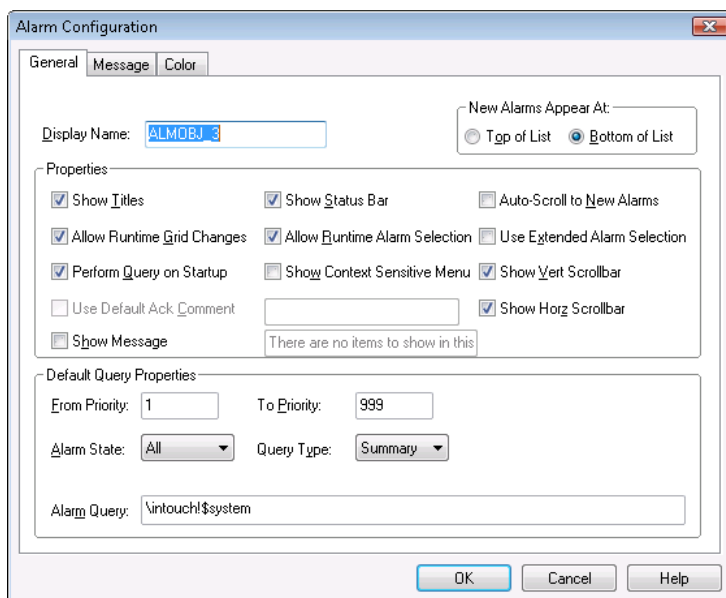 Alarm Configuration
General Message Color
New Alarms Appear At:
Display Name: ALMOBJ_3 Top of List Bottom of List
Properties
Show Titles Show Status Bar Auto-Scroll to New Alarms
Allow Runtime Grid Changes Allow Runtime Alarm Selection Use Extended Alarm Selection
Perform Query on Startup Show Context Sensitive Menu Show Vert Scrollbar
Use Default Ack Comment Show Horz Scrollbar
Show Message There are no items to show in this
Default Query Properties
From Priority: 1 To Priority: 999
Alarm State: All Query Type: Summary
Alarm Query: \intouch!$system
OK Cancel Help